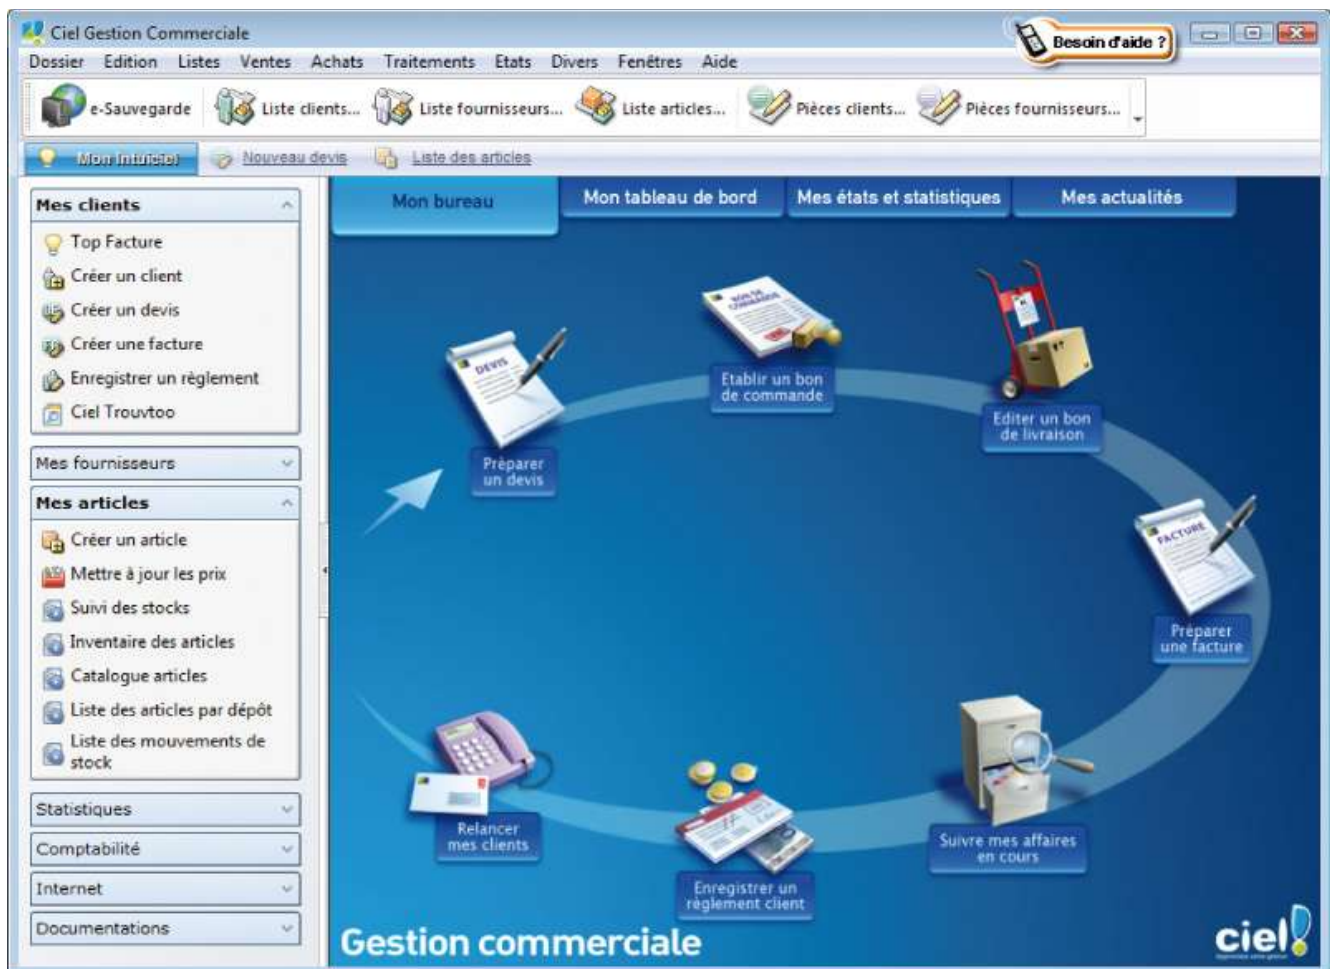 Ciel Gestion Commerciale
Besoin d'aide ?
Dossier Edition Listes Ventes Achats Traitements Etats Divers Fenêtres Aide
e-Sauvegarde Liste clients... Liste fournisseurs... Liste articles... Pièces clients... Pièces fournisseurs...
Mon Intuiciel Nouveau devis Liste des articles
Mes clients
Top Facture
Créer un client
Créer un devis
Créer une facture
Enregistrer un règlement
Ciel Trouvtoo
Mes fournisseurs
Mes articles
Créer un article
Mettre à jour les prix
Suivi des stocks
Inventaire des articles
Catalogue articles
Liste des articles par dépôt
Liste des mouvements de
stock
Statistiques
Comptabilité
Internet
Documentations
Mon bureau Mon tableau de bord Mes états et statistiques Mes actualités
DEVIS
Préparer
un devis
BON DE
COMMANDE
Etablir un bon
de commande
Editer un bon
de livraison
FACTURE
Préparer
une facture
Suivre mes affaires
en cours
Enregistrer un
règlement client
Relancer
mes clients
Gestion commerciale
ciel!